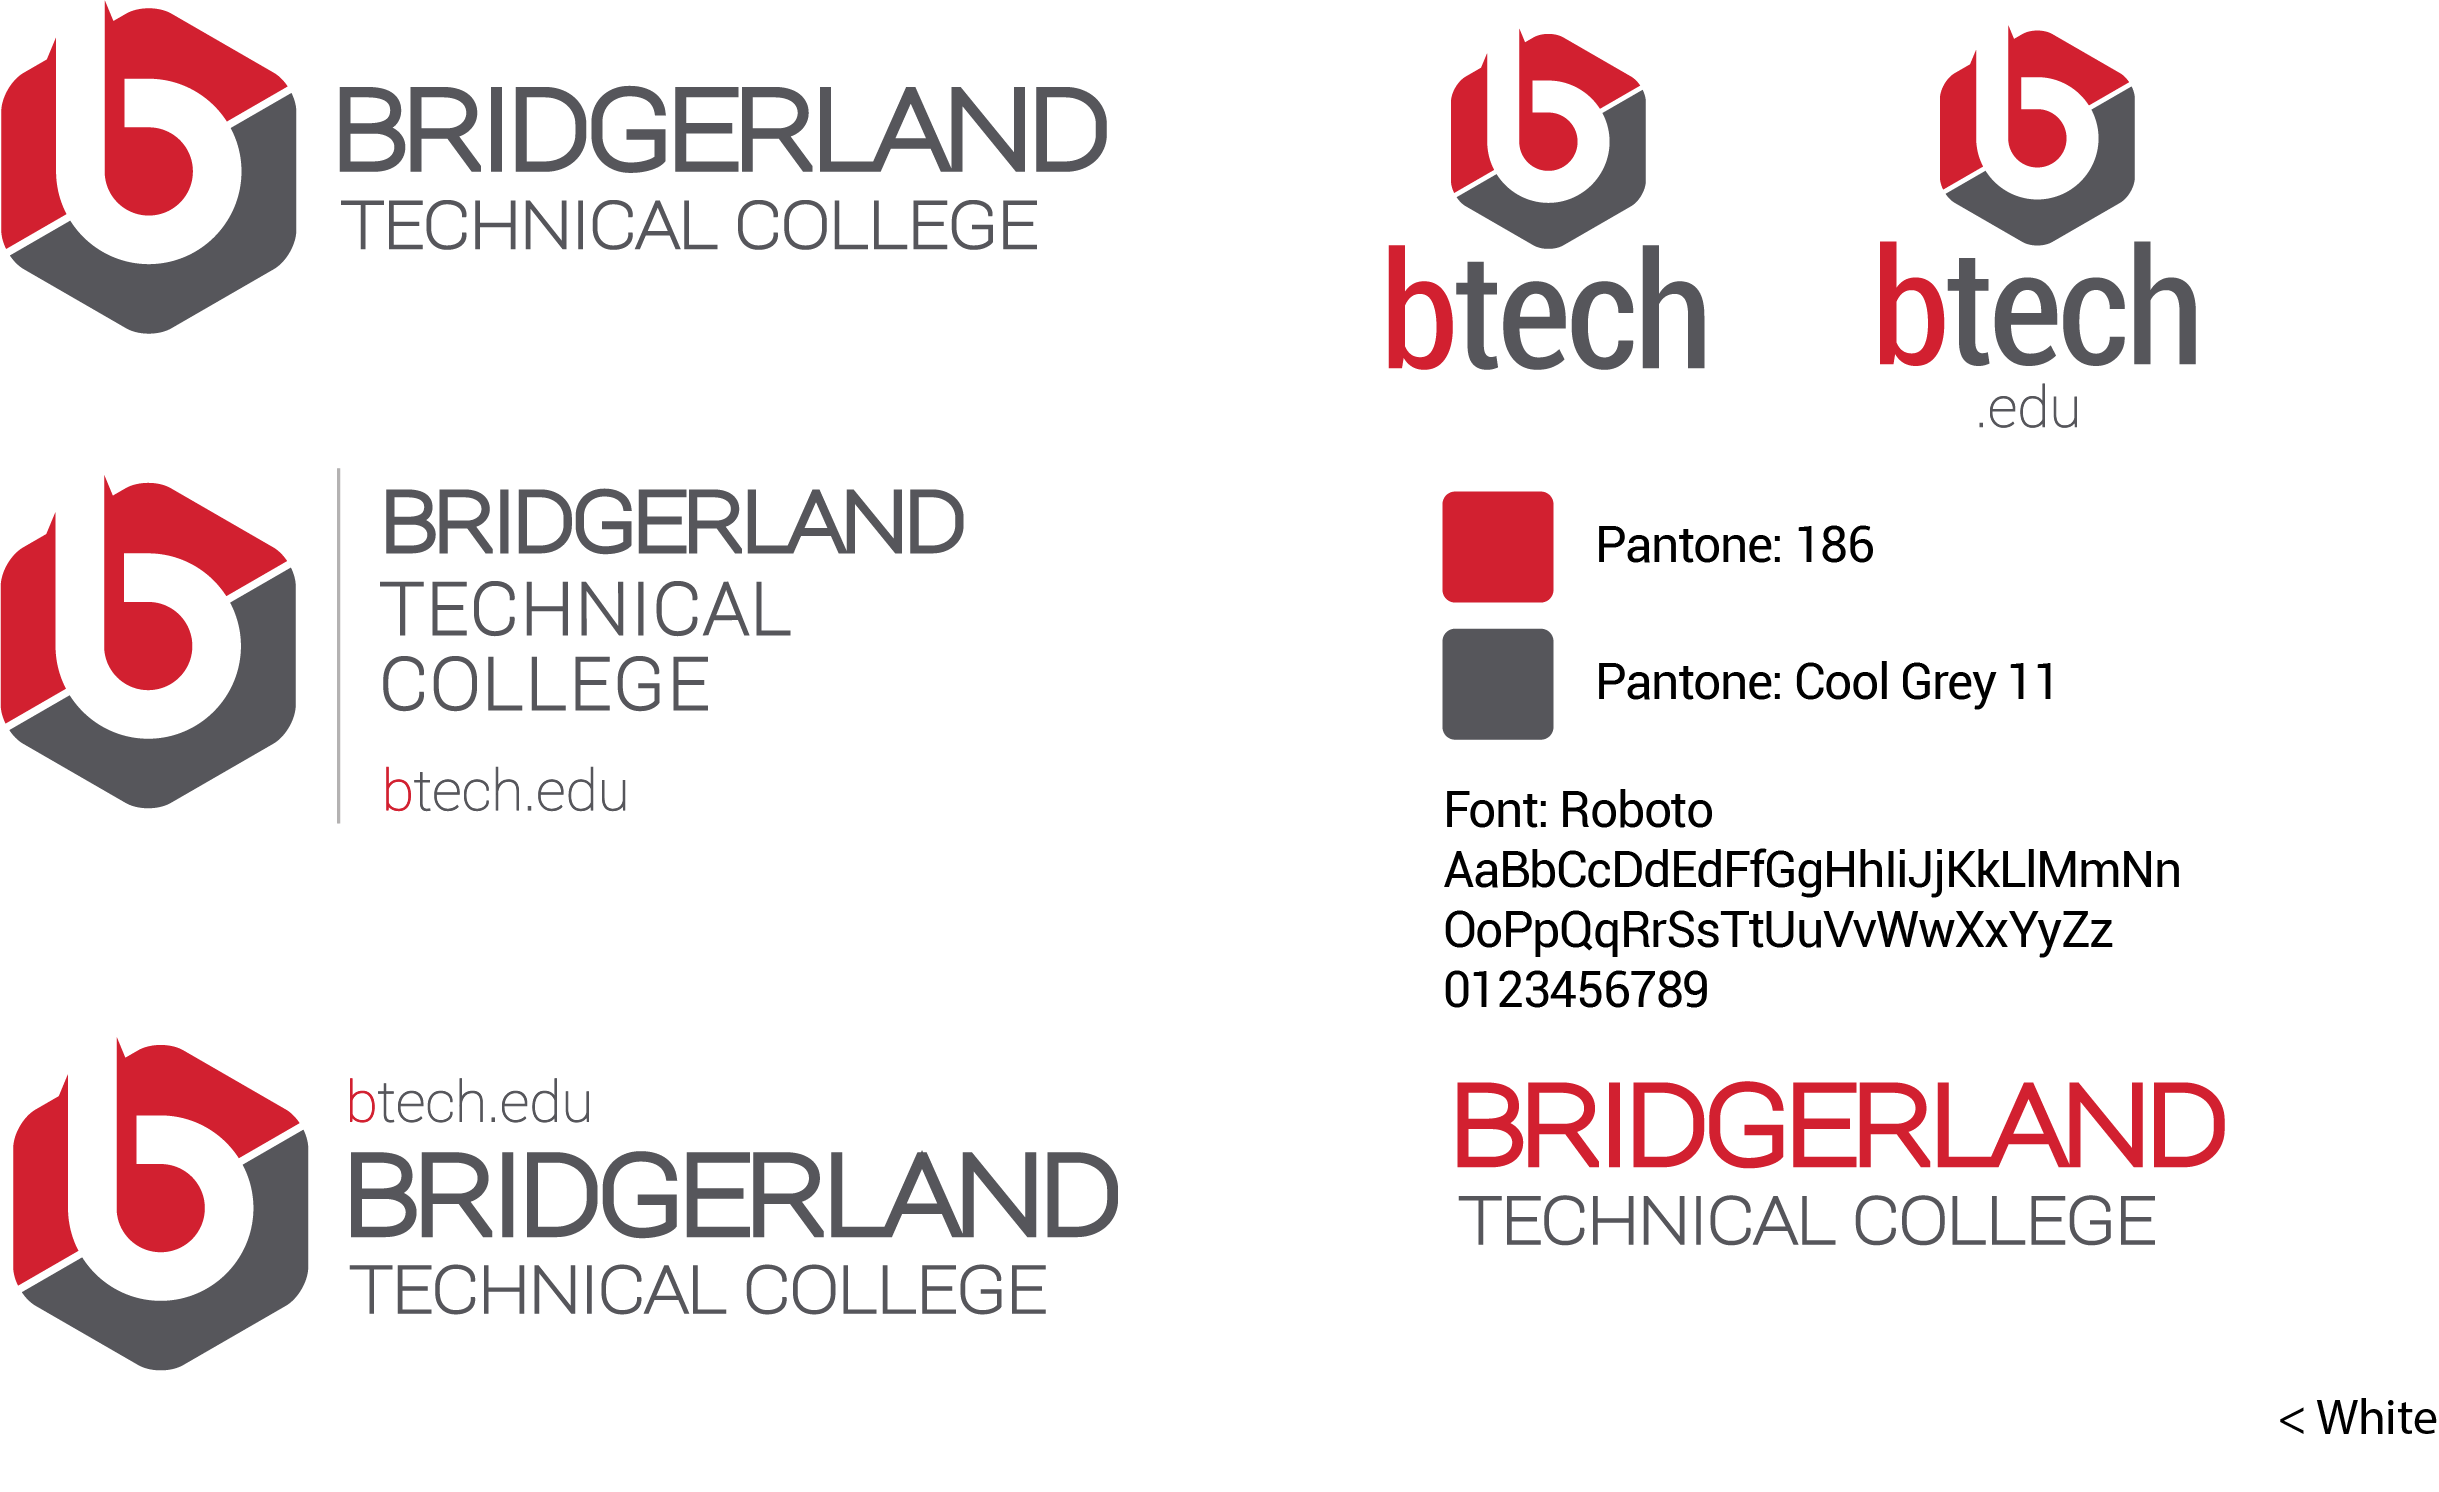 BRIDGERLAND
TECHNICAL COLLEGE
BRIDGERLAND
TECHNICAL
COLLEGE
btech.edu
btech.edu
BRIDGERLAND
TECHNICAL COLLEGE
btech
btech
.edu
Pantone: 186
Pantone: Cool Grey 11
Font: Roboto
AaBbCcDdEdFfGgHhIiJjKkLlMmNn
OoPpQqRrSsTtUuVvWwXxYyZz
0123456789
BRIDGERLAND
TECHNICAL COLLEGE
< White